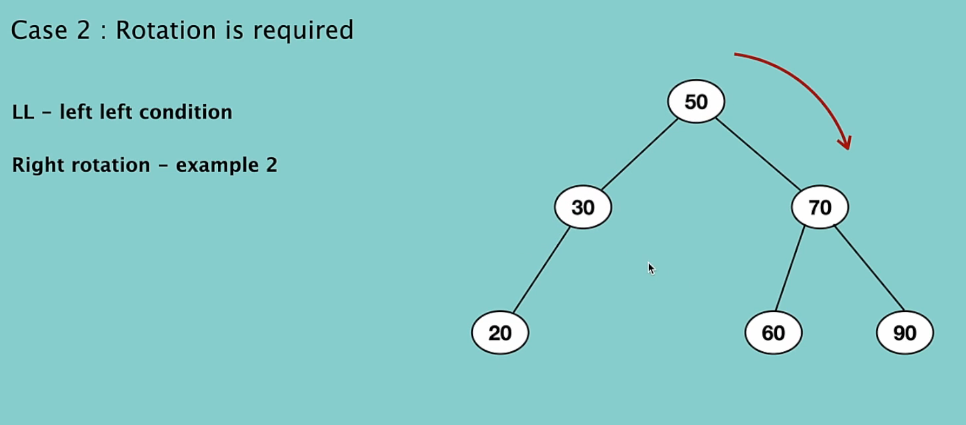 Case 2 : Rotation is required
LL - left left condition
Right rotation - example 2
50
30
70
20
60
90